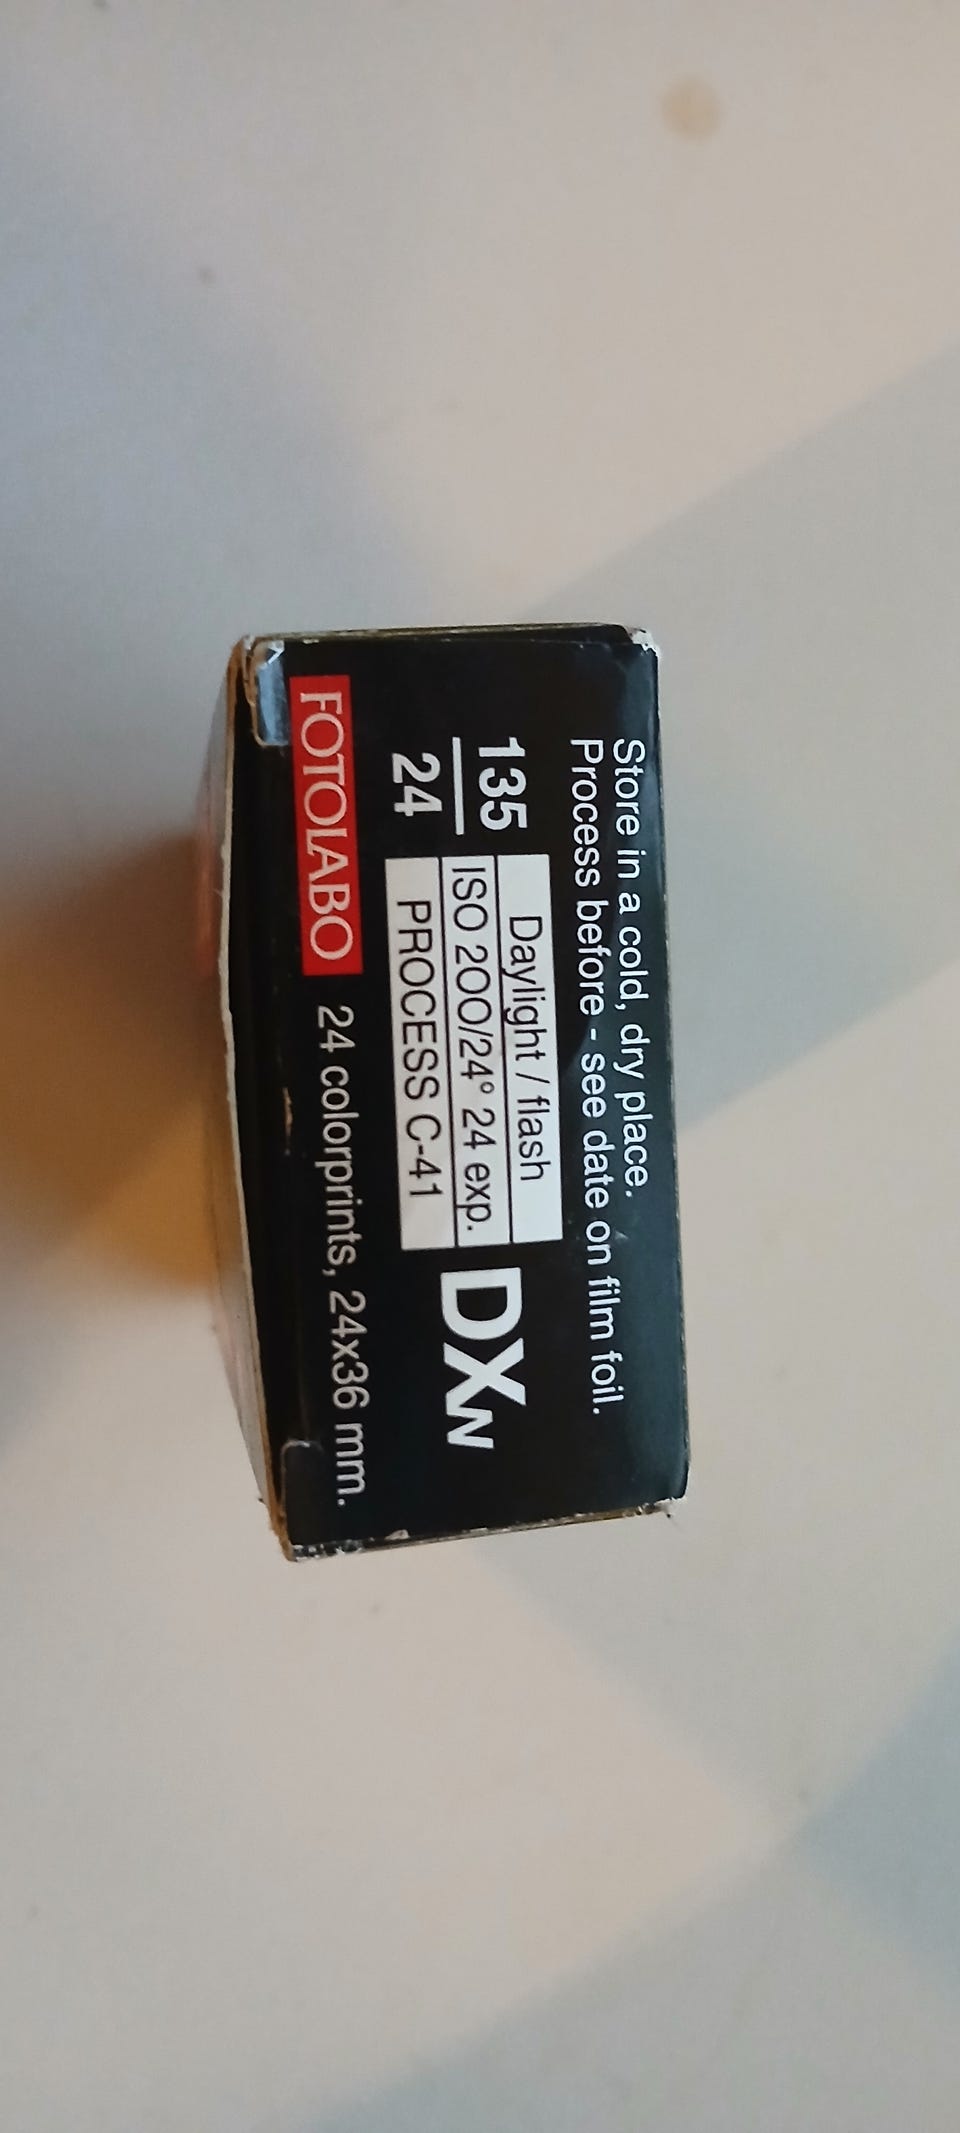 Store in a cold, dry place.
Process before - see date on film foil.
135
24
Daylight / flash
ISO 200/24° 24 exp.
PROCESS C-41
DXN
FOTOLABO 24 colorprints, 24x36 mm.